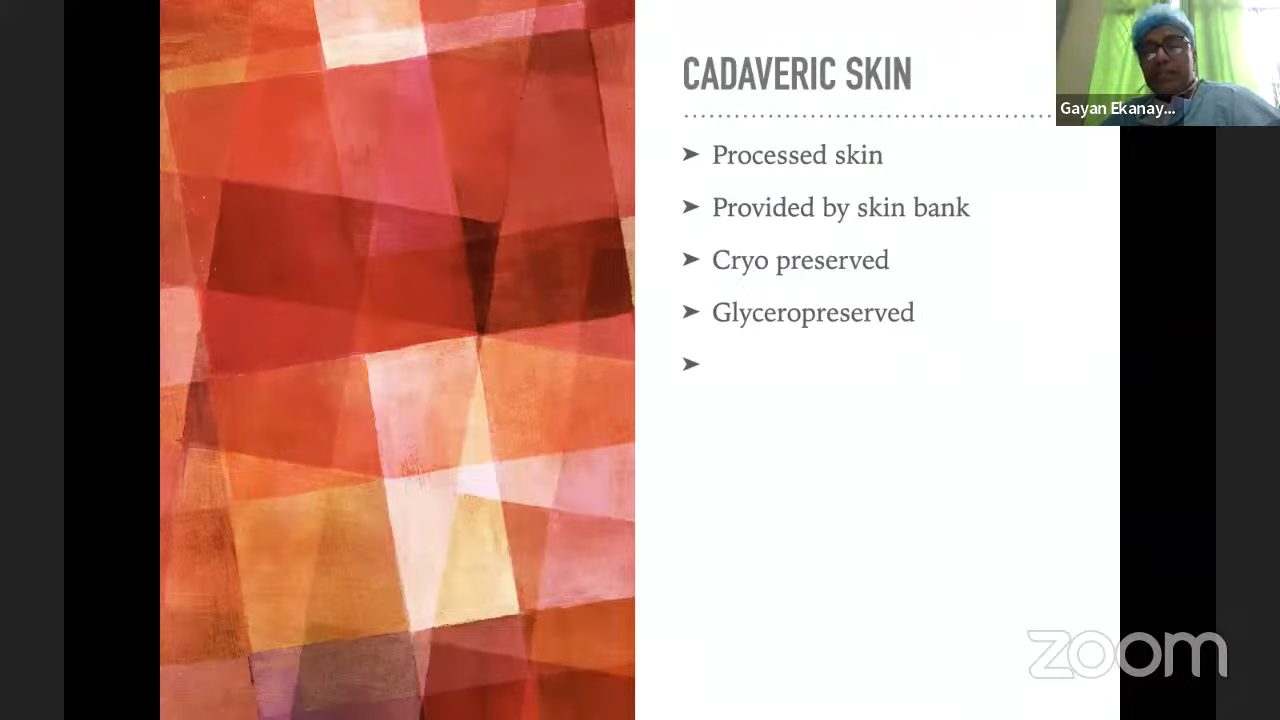 CADAVERIC SKIN
➤ Processed skin
➤ Provided by skin bank
➤ Cryo preserved
➤ Glyceropreserved
➤
Gayan Ekanay...
zoom